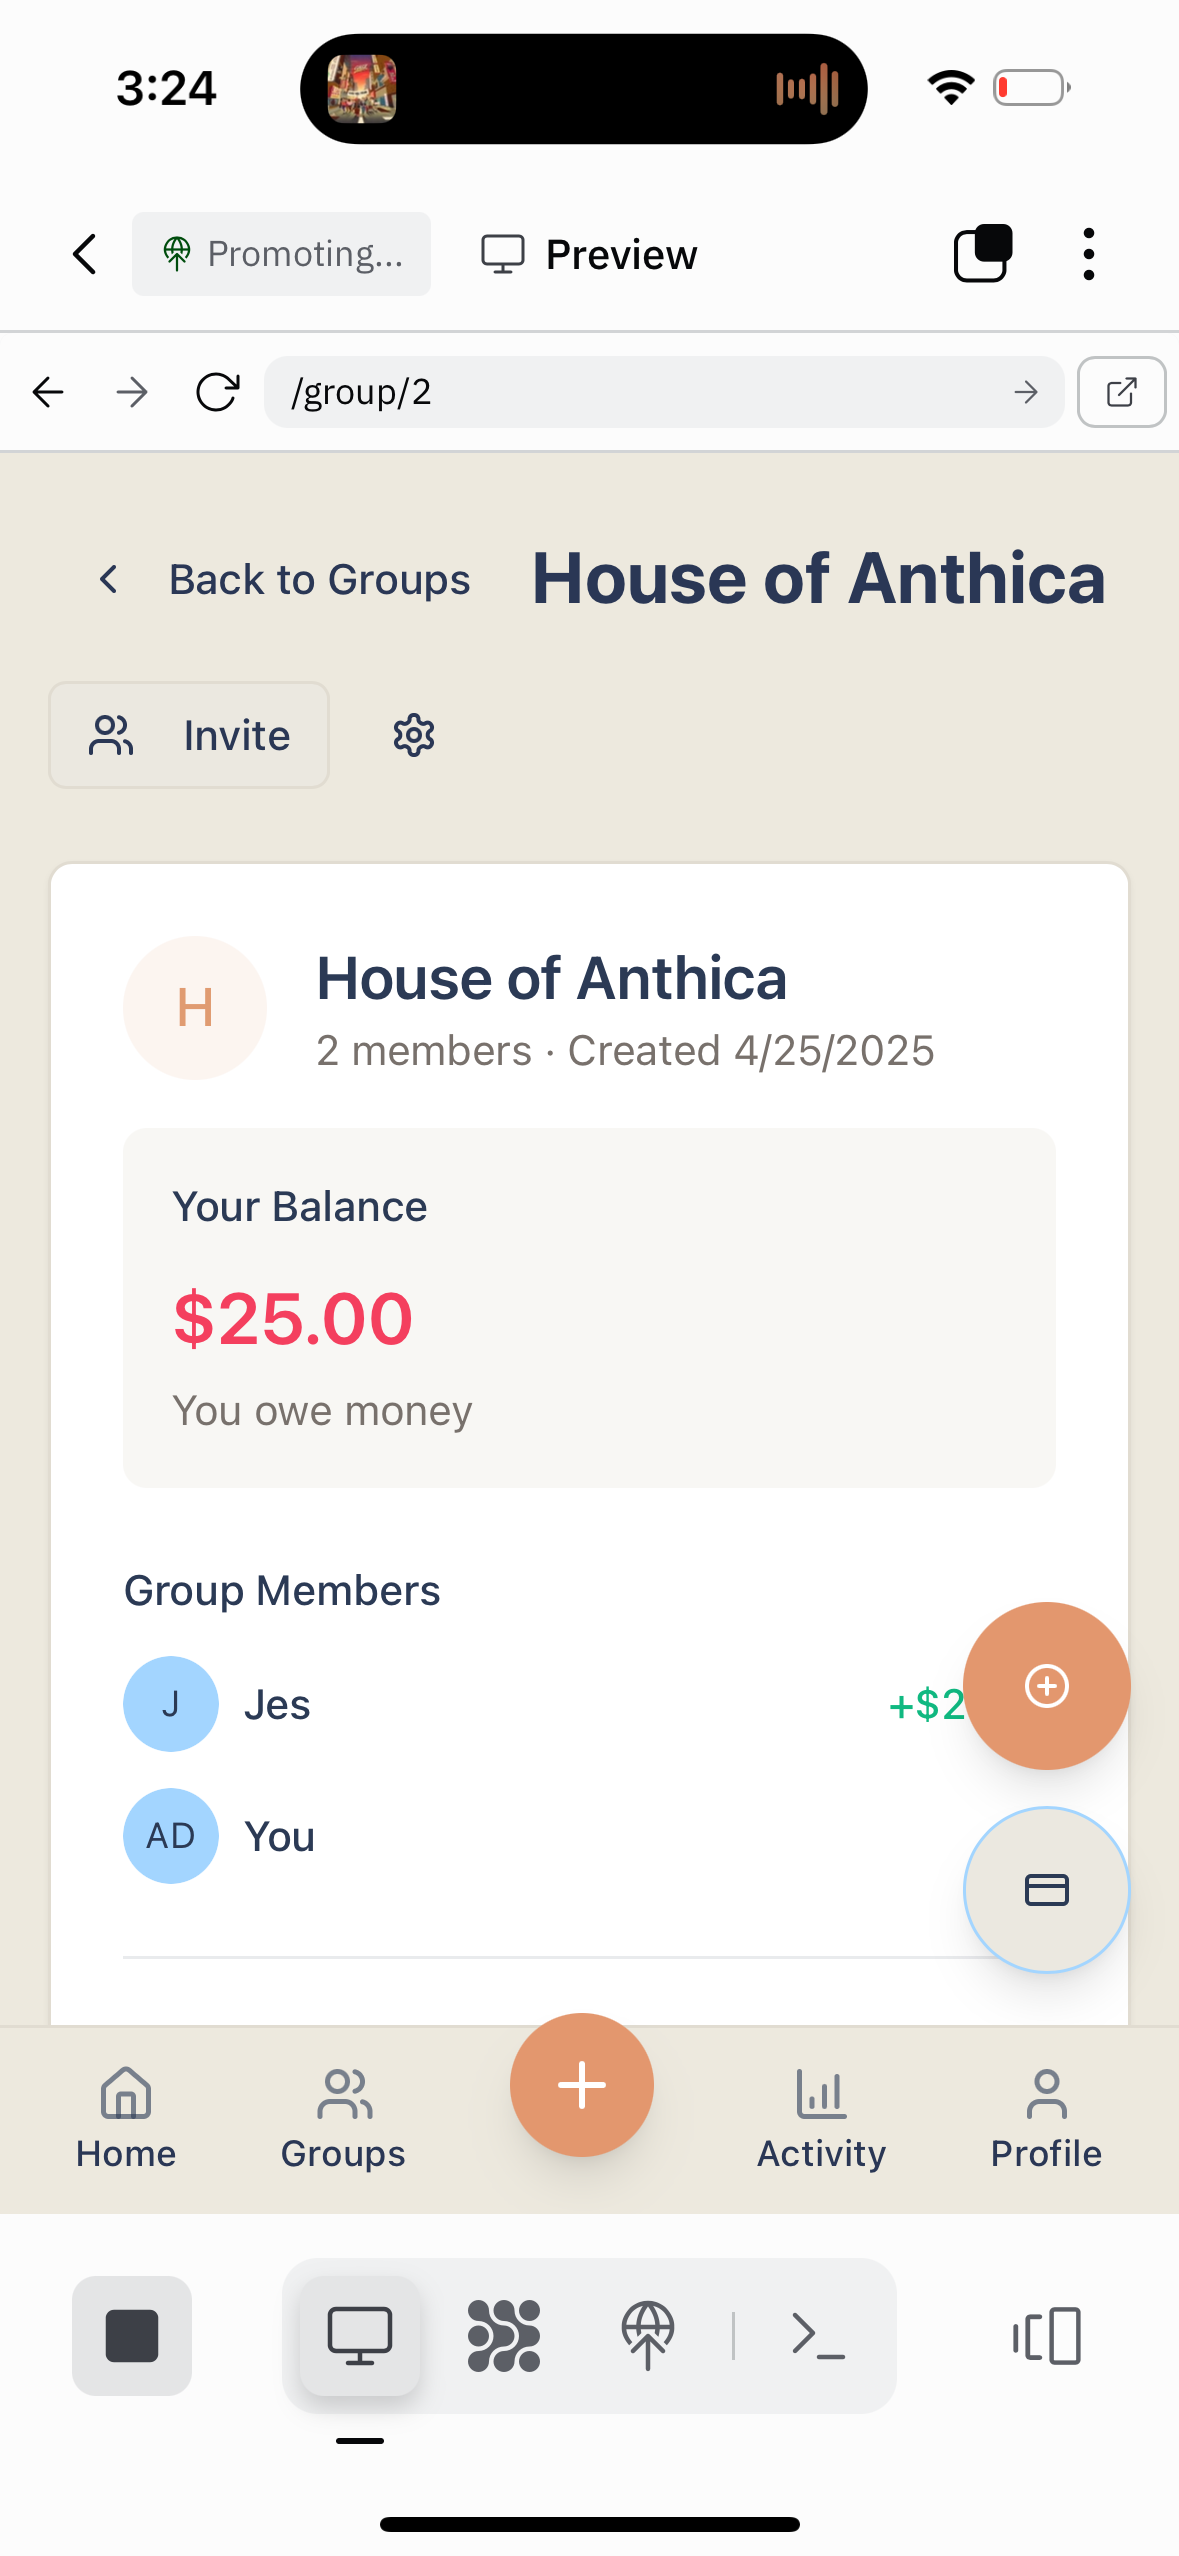 3:24
Promoting...
Preview
/group/2
Back to Groups
House of Anthica
Invite
H
House of Anthica
2 members · Created 4/25/2025
Your Balance
$25.00
You owe money
Group Members
J
Jes
+$2
AD
You
Home
Groups
Activity
Profile